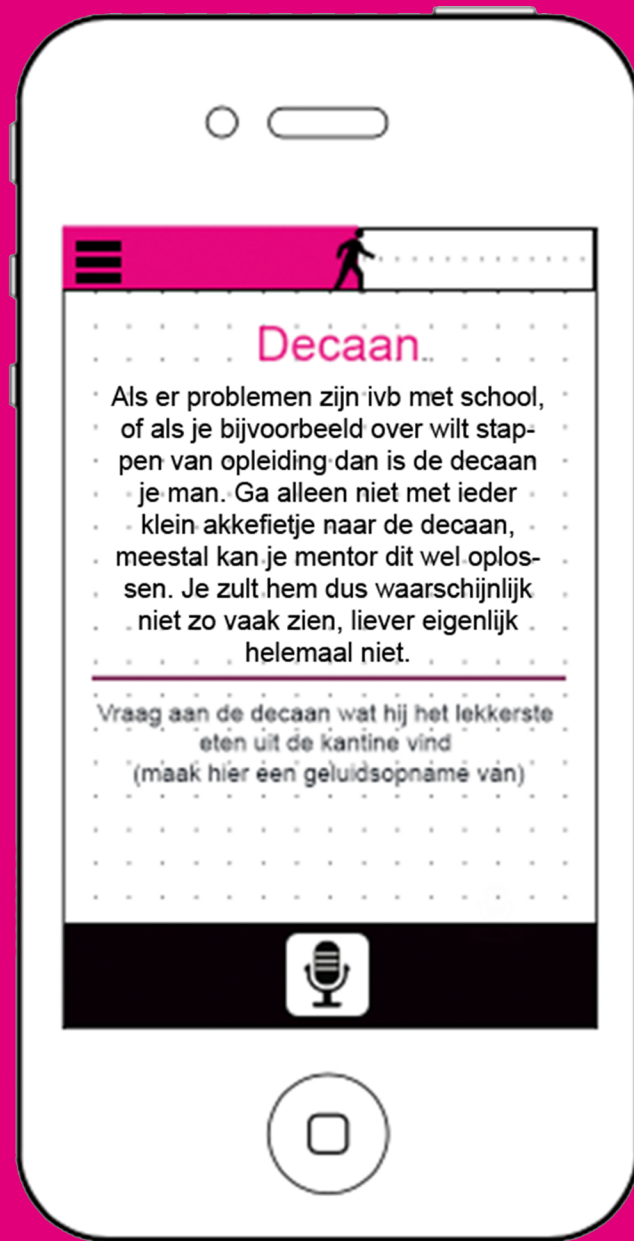 Decaan..
Als er problemen zijn ivb met school,
of als je bijvoorbeeld over wilt stap-
pen van opleiding dan is de decaan
je man. Ga alleen niet met ieder
klein akkefietje naar de decaan,
meestal kan je mentor dit wel oplos-
sen. Je zult hem dus waarschijnlijk
niet zo vaak zien, liever eigenlijk
helemaal niet.
Vraag aan de decaan wat hij het lekkerste
eten uit de kantine vind
(maak hier een geluidsopname van)